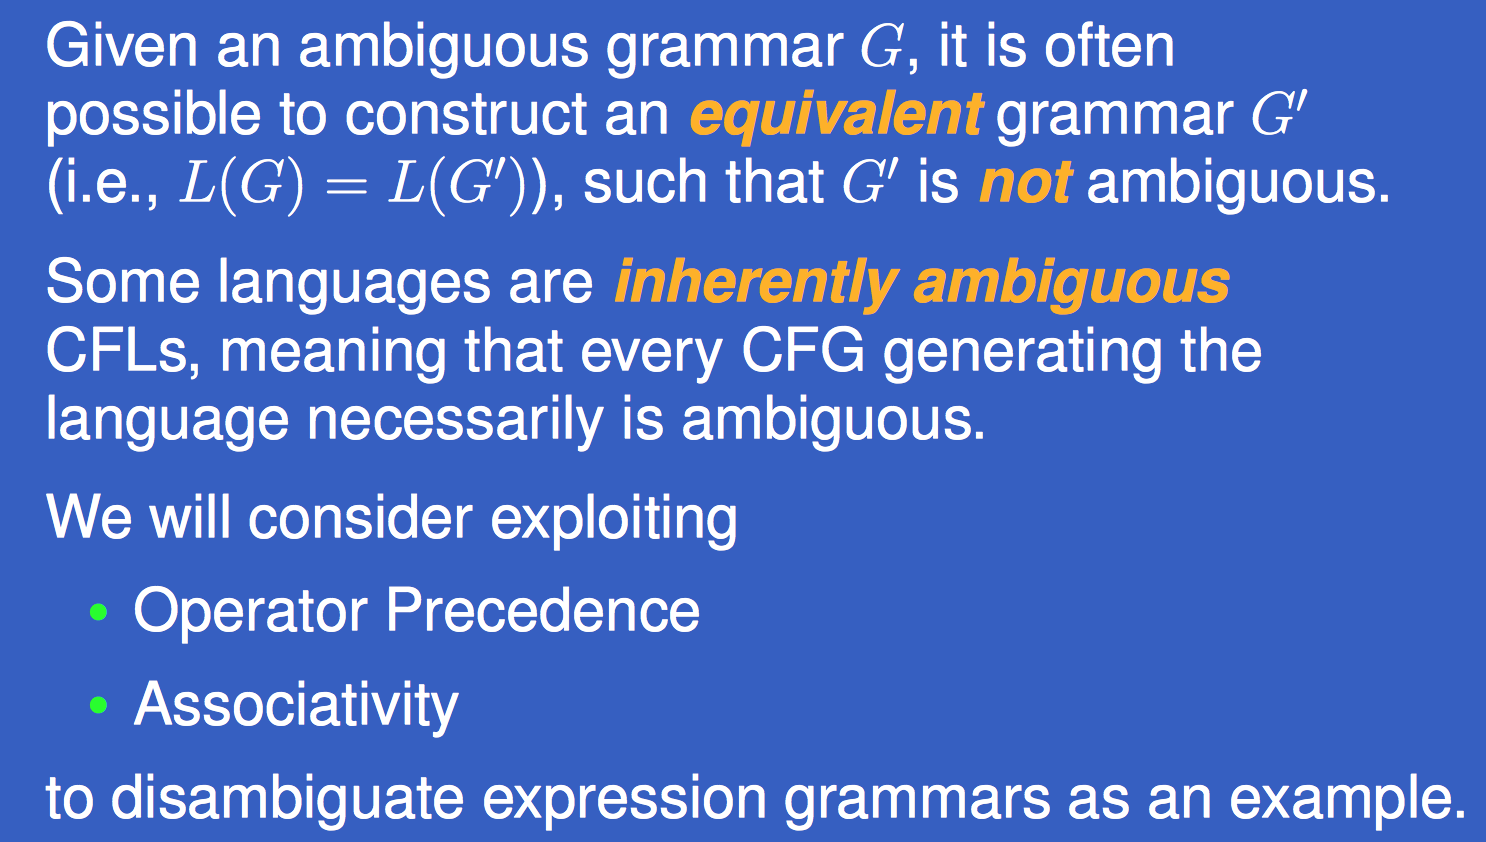 Given an ambiguous grammar G, it is often
possible to construct an equivalent grammar G′
(i.e., L(G) = L(G′)), such that G′ is not ambiguous.
Some languages are inherently ambiguous
CFLs, meaning that every CFG generating the
language necessarily is ambiguous.
We will consider exploiting
• Operator Precedence
• Associativity
to disambiguate expression grammars as an example.